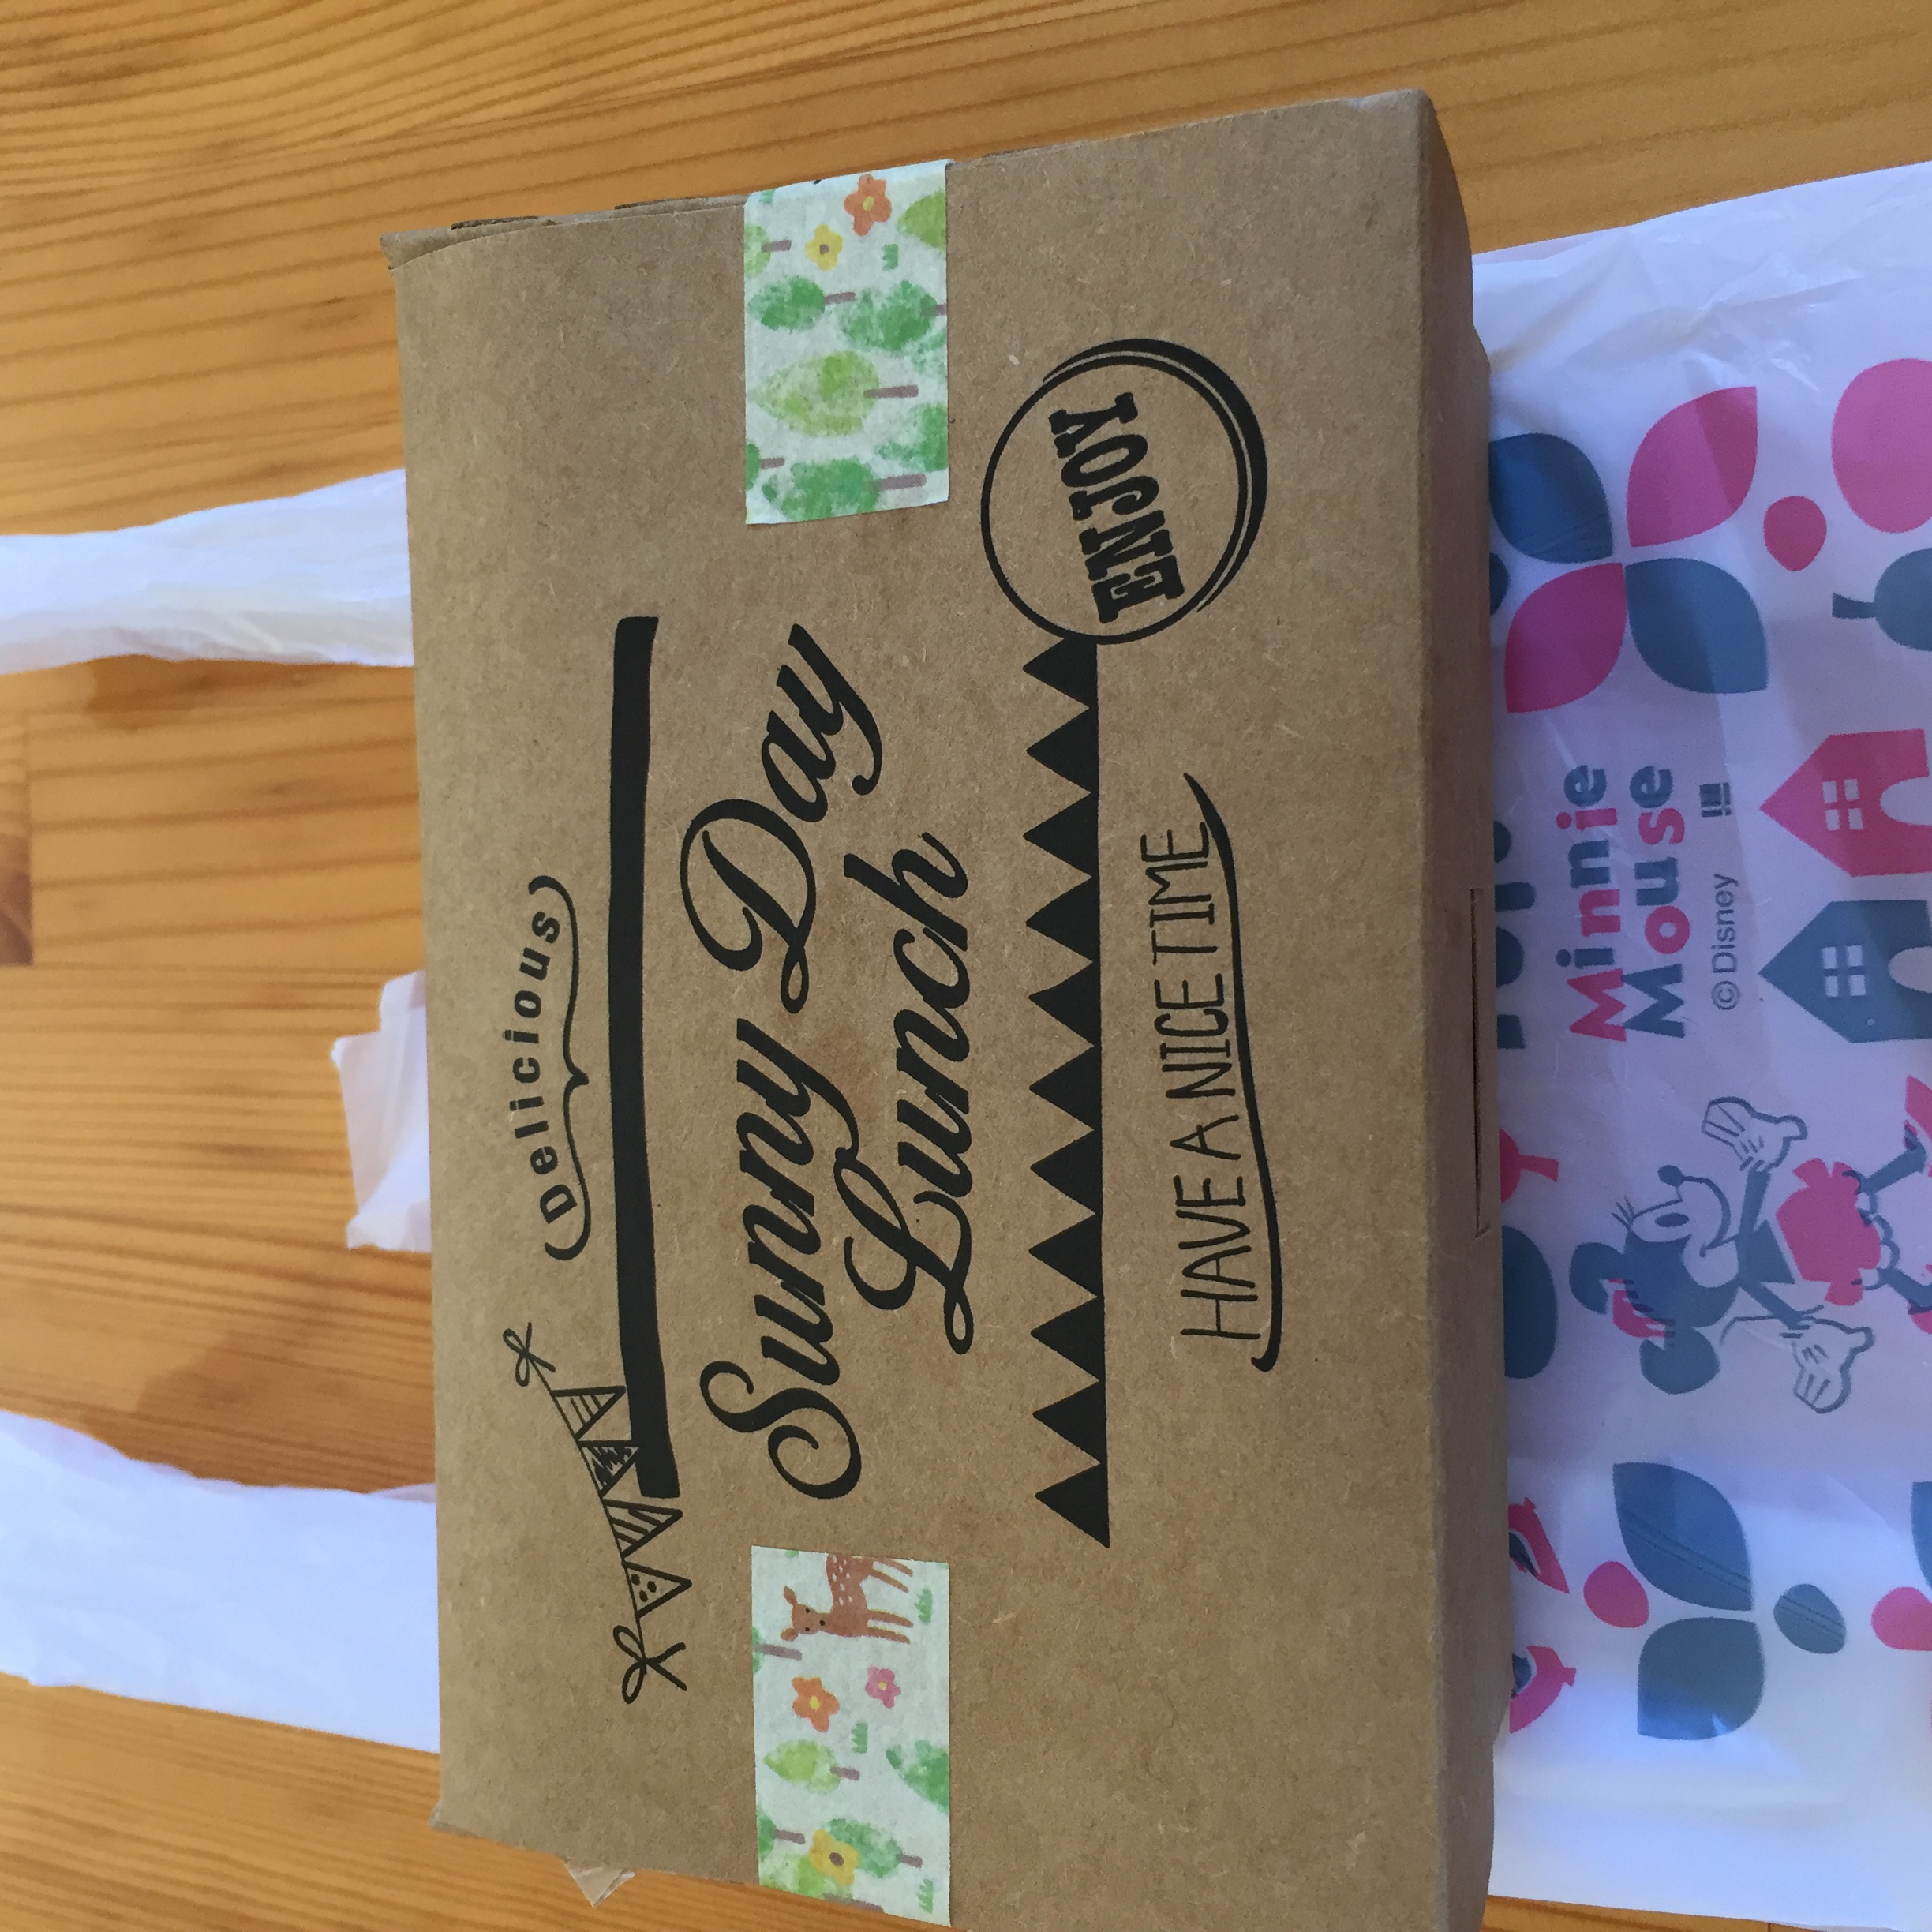 Delicious
Sunny Day
Lunch
ENJOY
HAVE A NICE TIME
Minnie
Mouse
© Disney